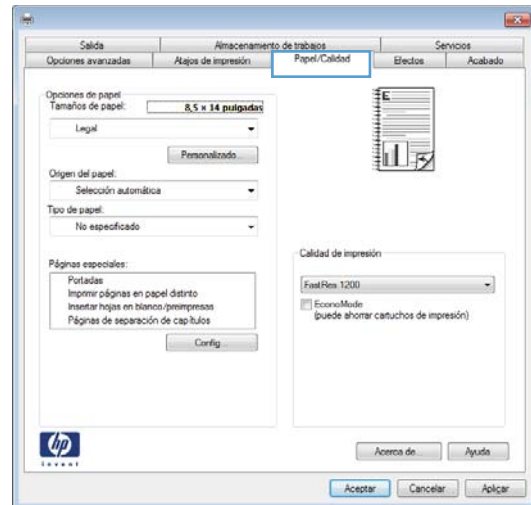 Salida Almacenamiento de trabajos Servicios
Opciones avanzadas Atajos de impresión Papel/Calidad Efectos Acabado
Opciones de papel
Tamaños de papel: 8,5 × 14 pulgadas
Legal
Personalizado...
Origen del papel:
Selección automática
Tipo de papel:
No especificado
Páginas especiales:
Portadas
Imprimir páginas en papel distinto
Insertar hojas en blanco/preimpresas
Páginas de separación de capítulos
Config...
E
Calidad de impresión
FastRes 1200
EconoMode
(puede ahorrar cartuchos de impresión)
hp
invent
Acerca de... Ayuda
Aceptar Cancelar Aplicar